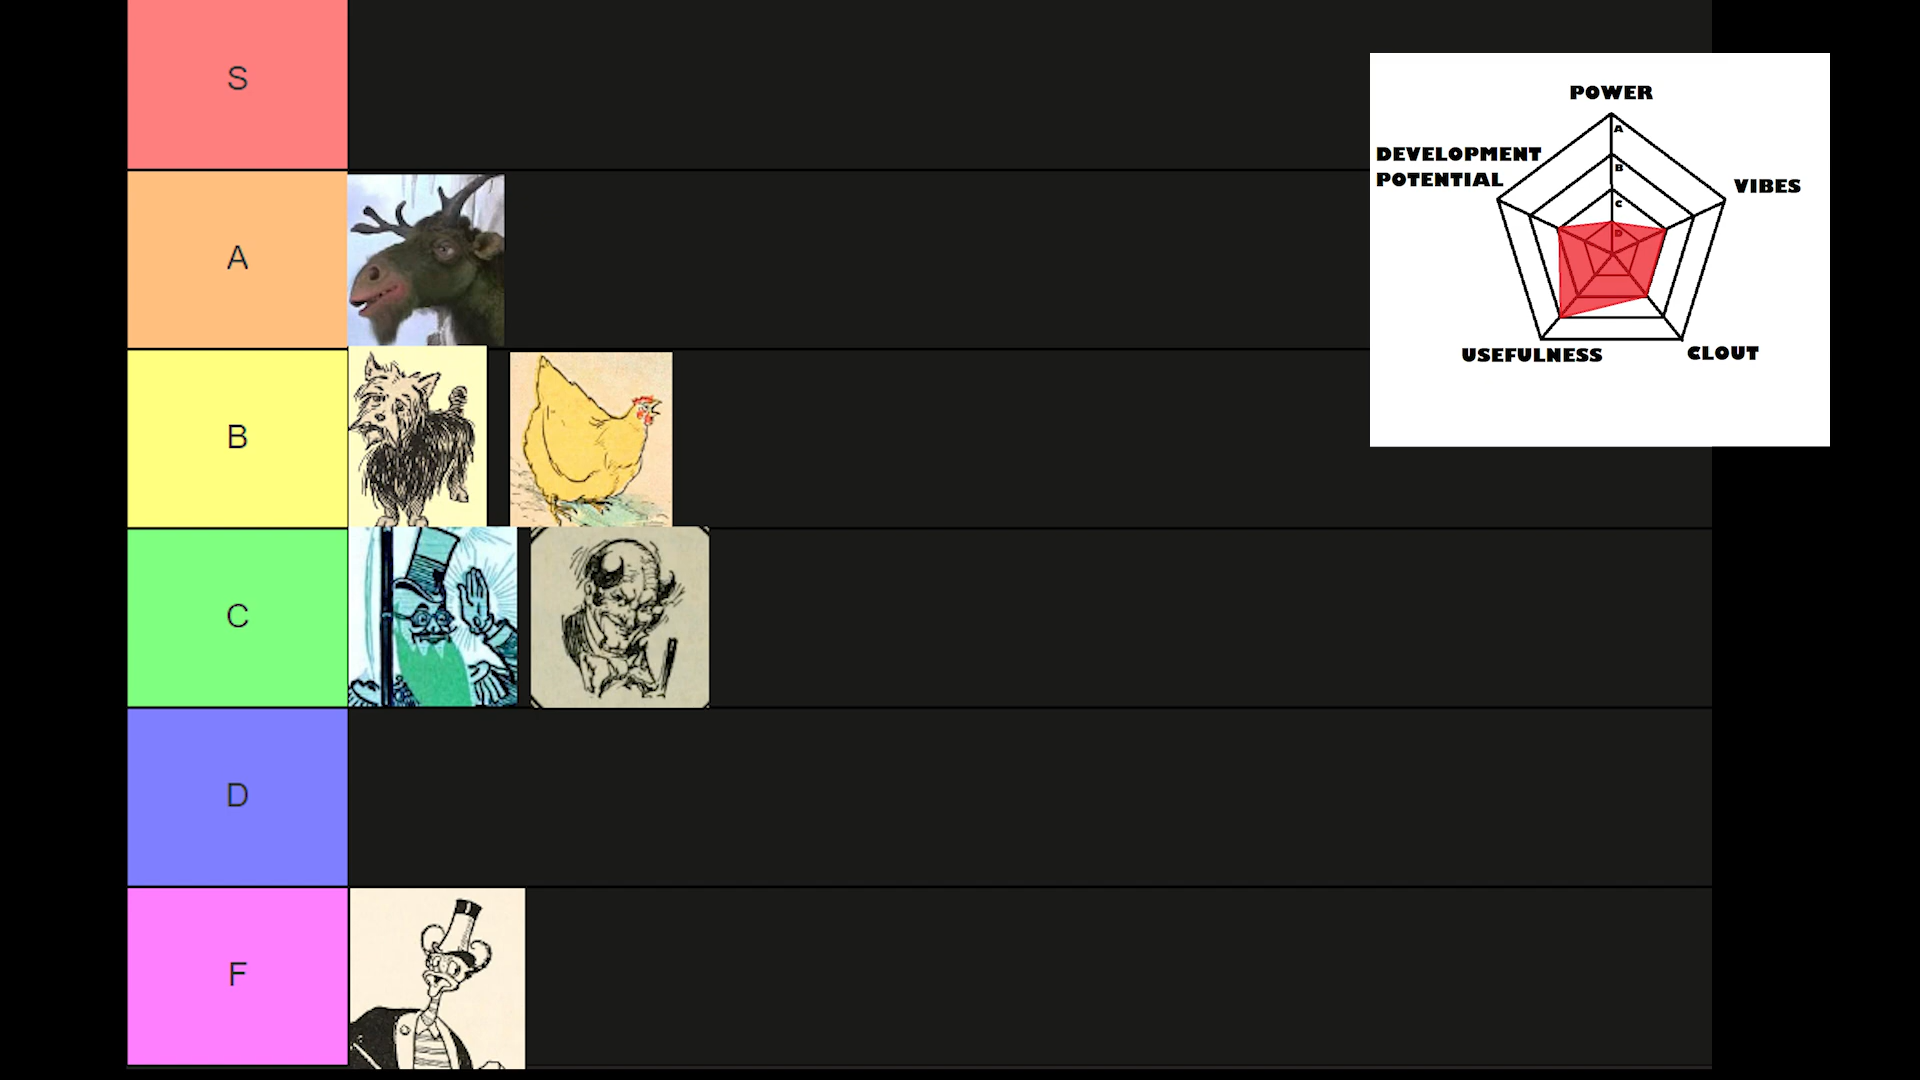 S
A
B
C
D
F
POWER
A
B
C
D
DEVELOPMENT
POTENTIAL
VIBES
USEFULNESS
CLOUT